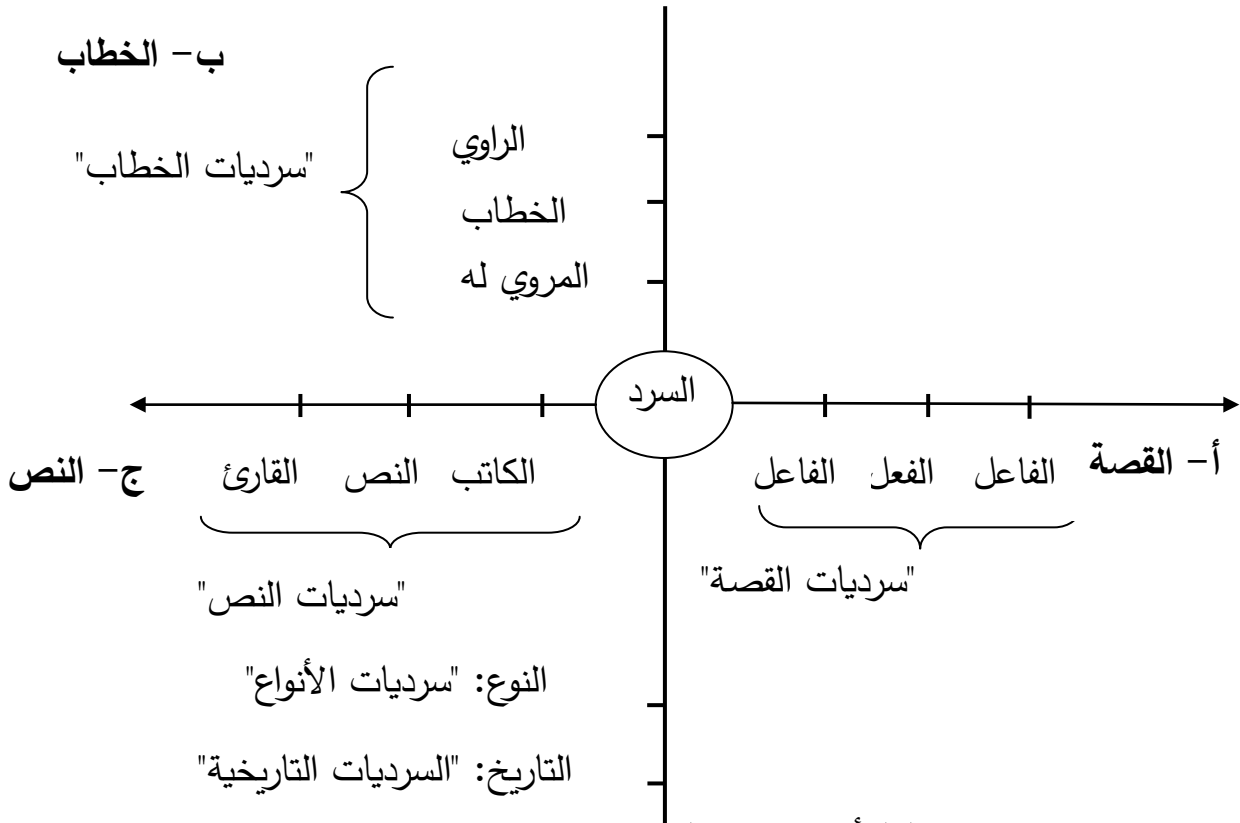 ب- الخطاب
الراوي
"سرديات الخطاب"
الخطاب
المروي له
السرد
أ- القصة الفاعل الفعل الفاعل
الكاتب النص القارئ ج- النص
"سرديات القصة"
"سرديات النص"
النوع: "سرديات الأنواع"
التاريخ: "السرديات التاريخية"